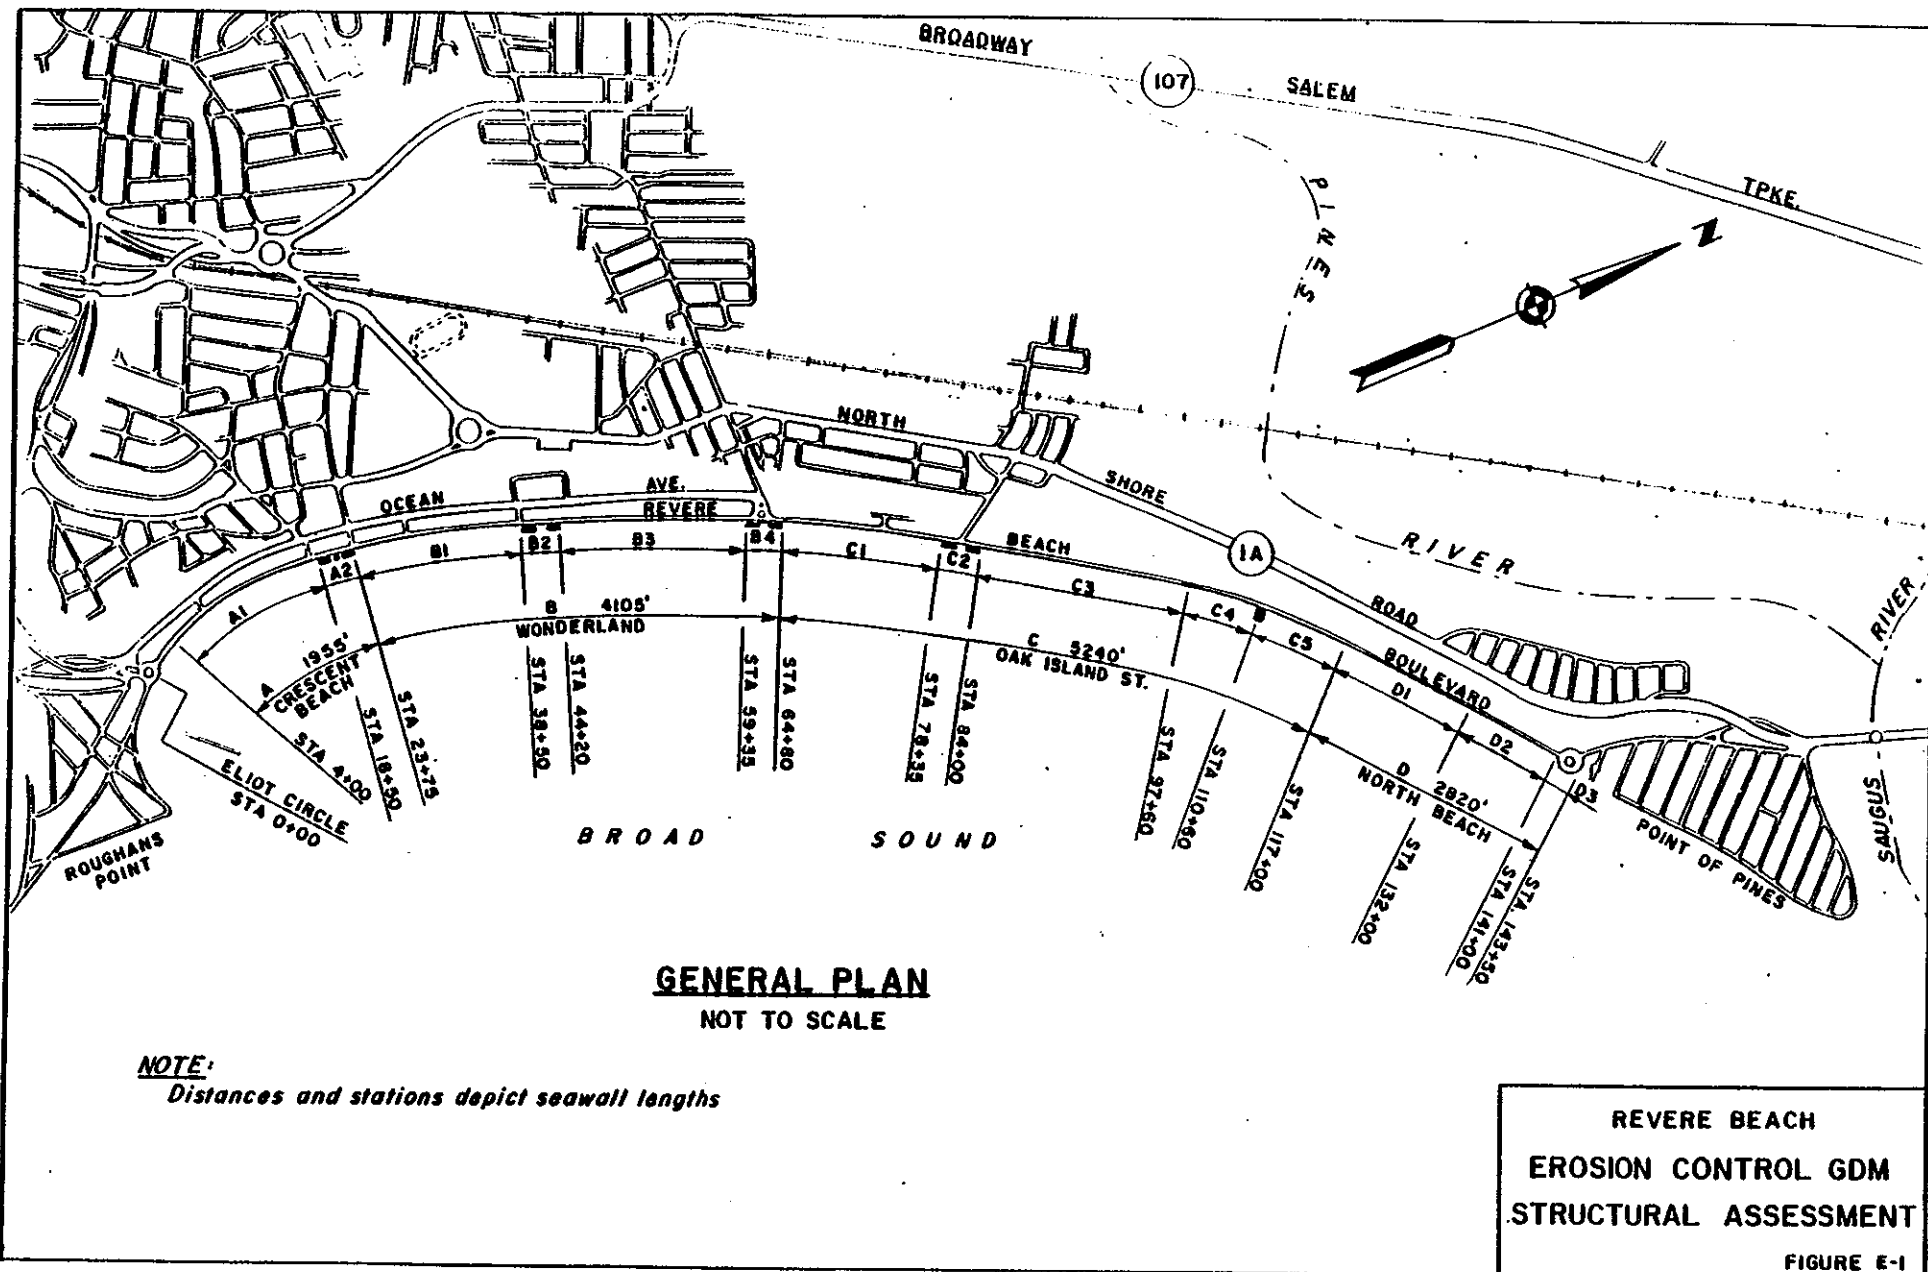 BROADWAY
107
SALEM
TPKE.
PINES
N
NORTH
SHORE
1A
ROAD
RIVER
RIVER
SAUGUS
OCEAN
AVE.
REVERE
BEACH
BOULEVARD
A1
A2
B1
B2
B3
B4
C1
C2
C3
C4
B
C5
D1
D2
D3
A 1955'
CRESCENT
BEACH
B 4105'
WONDERLAND
C 5240'
OAK ISLAND ST.
D 2820'
NORTH BEACH
ELIOT CIRCLE
STA 0+00
STA 4+00
STA 18+50
STA 23+75
STA 38+50
STA 44+20
STA 59+35
STA 64+80
STA 78+35
STA 84+00
STA 97+60
STA 110+60
STA 117+00
STA 132+00
STA 141+00
STA. 143+50
ROUGHANS
POINT
POINT OF PINES
BROAD SOUND
GENERAL PLAN
NOT TO SCALE
NOTE:
Distances and stations depict seawall lengths
REVERE BEACH
EROSION CONTROL GDM
STRUCTURAL ASSESSMENT
FIGURE E-1